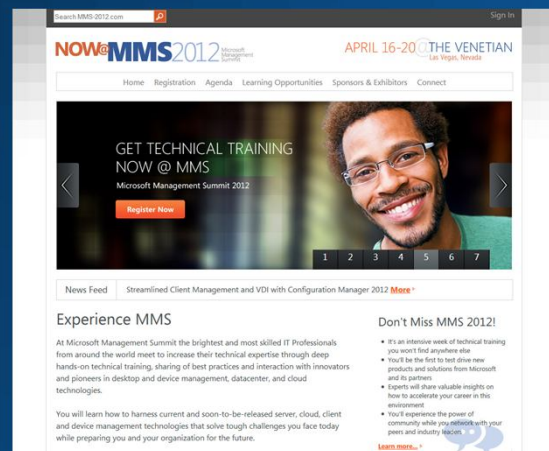 Search MMS-2012.com
Sign In
NOW@MMS2012 Microsoft
Management
Summit
APRIL 16-20 @ THE VENETIAN
Las Vegas, Nevada
Home Registration Agenda Learning Opportunities Sponsors & Exhibitors Connect
GET TECHNICAL TRAINING
NOW @ MMS
Microsoft Management Summit 2012
Register Now
1 2 3 4 5 6 7
News Feed Streamlined Client Management and VDI with Configuration Manager 2012 More
Experience MMS
At Microsoft Management Summit the brightest and most skilled IT Professionals
from around the world meet to increase their technical expertise through deep
hands-on technical training, sharing of best practices and interaction with innovators
and pioneers in desktop and device management, datacenter, and cloud
technologies.
You will learn how to harness current and soon-to-be-released server, cloud, client
and device management technologies that solve tough challenges you face today
while preparing you and your organization for the future.
Don't Miss MMS 2012!
• It's an intensive week of technical training
you won't find anywhere else
• You'll be the first to test drive new
products and solutions from Microsoft
and its partners
• Experts will share valuable insights on
how to accelerate your career in this
environment
• You'll experience the power of
community while you network with your
peers and industry leaders.
Learn more...